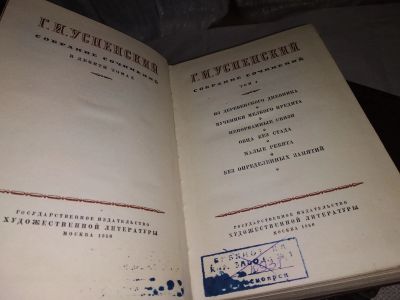 Г.И.УСПЕНСКИЙ
СОБРАНИЕ СОЧИНЕНИЙ
В ДЕВЯТИ ТОМАХ
ГОСУДАРСТВЕННОЕ ИЗДАТЕЛЬСТВО
ХУДОЖЕСТВЕННОЙ ЛИТЕРАТУРЫ
МОСКВА 1956
Г.И.УСПЕНСКИЙ
СОБРАНИЕ СОЧИНЕНИЙ
ТОМ
ИЗ ДЕРЕВЕНСКОГО ДНЕВНИКА
МУЧЕНИКИ МЕЛКОГО КРЕДИТА
НЕПОРВАННЫЕ СВЯЗИ
ОВЦА БЕЗ СТАДА
МАЛЫЕ РЕБЯТА
БЕЗ ОПРЕДЕЛЕННЫХ ЗАНЯТИЙ
ГОСУДАРСТВЕННОЕ ИЗДАТЕЛЬСТВО
ХУДОЖЕСТВЕННОЙ ЛИТЕРАТУРЫ
МОСКВА 1956